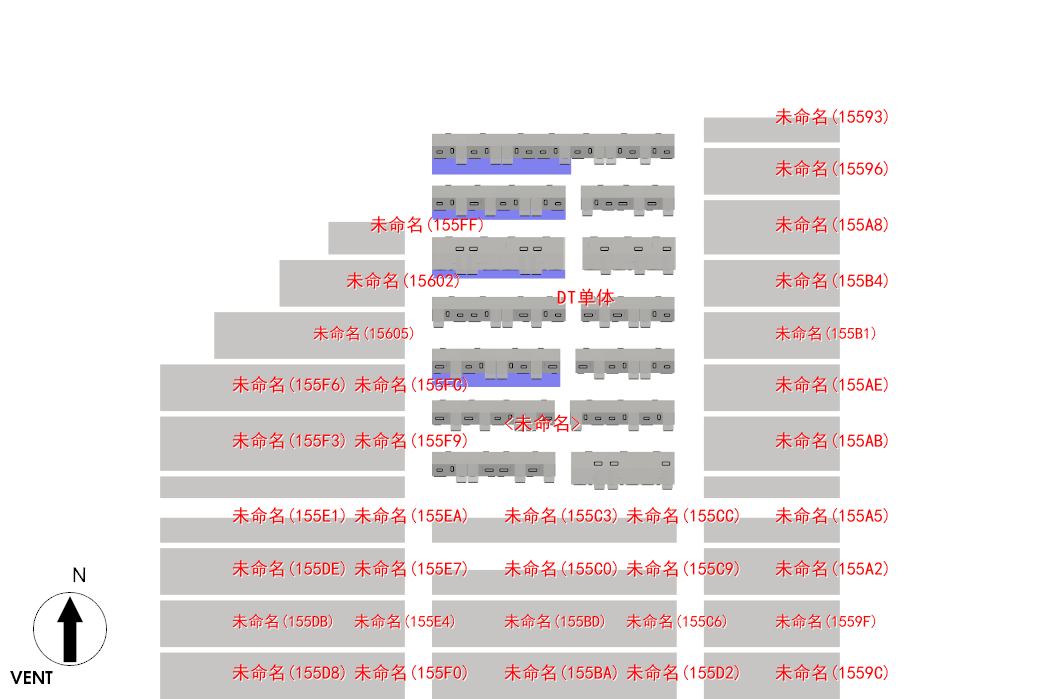 未命名(15593)
未命名(15596)
未命名(155FF)
未命名(155A8)
未命名(15602)
未命名(155B4)
DT单体
未命名(15605)
未命名(155B1)
未命名(155F6) 未命名(155FC)
未命名(155AE)
<未命名>
未命名(155F3) 未命名(155F9)
未命名(155AB)
未命名(155E1) 未命名(155EA) 未命名(155C3) 未命名(155CC) 未命名(155A5)
未命名(155DE) 未命名(155E7) 未命名(155C0) 未命名(155C9) 未命名(155A2)
N
未命名(155DB) 未命名(155E4) 未命名(155BD) 未命名(155C6) 未命名(1559F)
未命名(155D8) 未命名(155F0) 未命名(155BA) 未命名(155D2) 未命名(1559C)
VENT